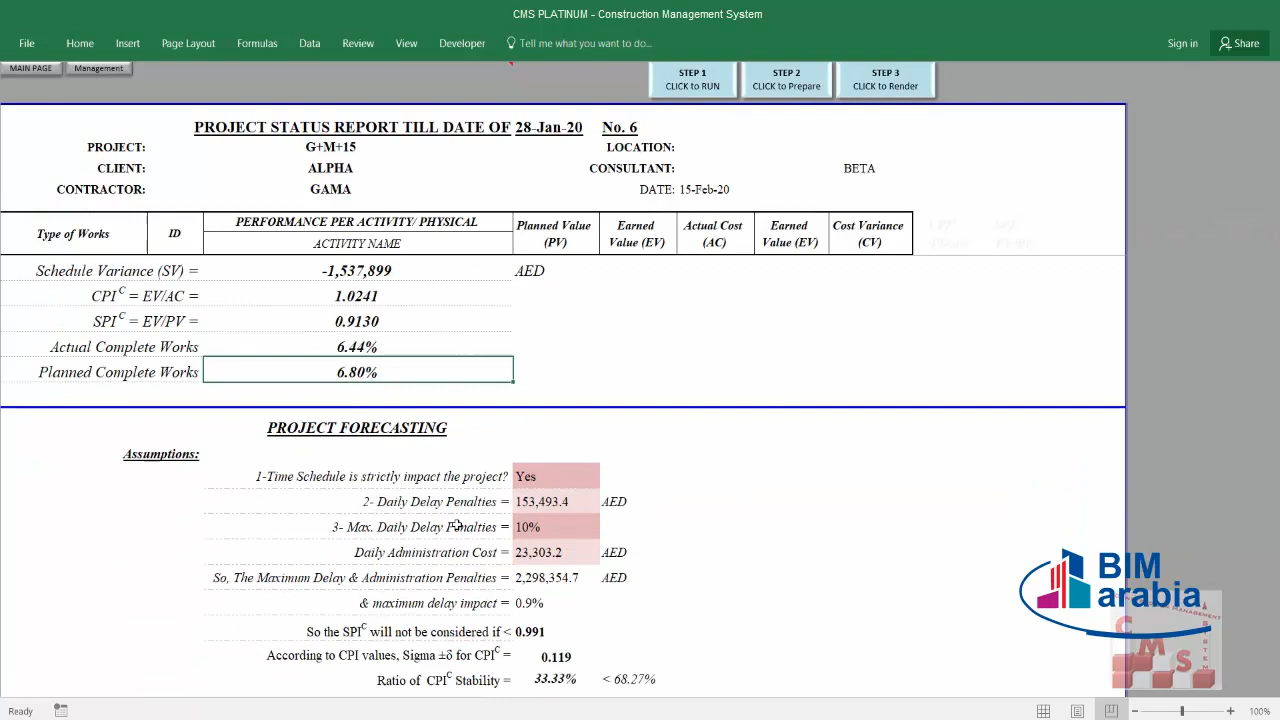 CMS PLATINUM - Construction Management System
File Home Insert Page Layout Formulas Data Review View Developer Tell me what you want to do... Sign in Share
MAIN PAGE Management
STEP 1 STEP 2 STEP 3
CLICK to RUN CLICK to Prepare CLICK to Render
PROJECT STATUS REPORT TILL DATE OF 28-Jan-20 No. 6
PROJECT: G+M+15 LOCATION:
CLIENT: ALPHA CONSULTANT: BETA
CONTRACTOR: GAMA DATE: 15-Feb-20
Type of Works ID PERFORMANCE PER ACTIVITY/ PHYSICAL Planned Value Earned Actual Cost Earned Cost Variance
ACTIVITY NAME (PV) Value (EV) (AC) Value (EV) (CV)
Schedule Variance (SV) = -1,537,899 AED
CPI C = EV/AC = 1.0241
SPI C = EV/PV = 0.9130
Actual Complete Works 6.44%
Planned Complete Works 6.80%
PROJECT FORECASTING
Assumptions:
1-Time Schedule is strictly impact the project? Yes
2- Daily Delay Penalties = 153,493.4 AED
3- Max. Daily Delay Penalties = 10%
Daily Administration Cost = 23,303.2 AED
So, The Maximum Delay & Administration Penalties = 2,298,354.7 AED
& maximum delay impact = 0.9%
So the SPI C will not be considered if < 0.991
According to CPI values, Sigma ±δ for CPI C = 0.119
Ratio of CPI C Stability = 33.33% < 68.27%
BIM
arabia
CMS
Ready 100%